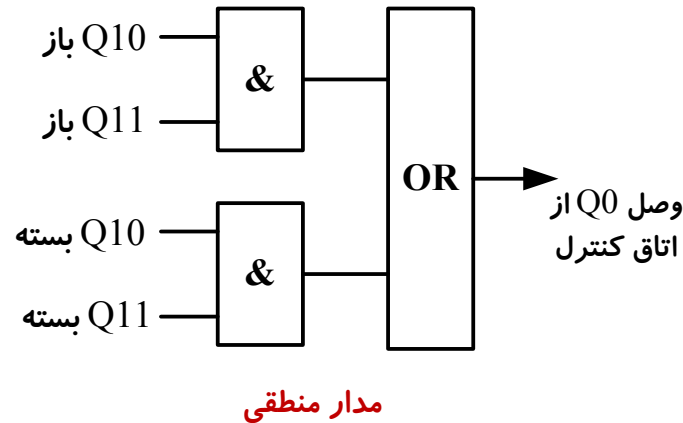 Q10 باز
&
Q11 باز
OR
وصل Q0 از
اتاق کنترل
Q10 بسته
&
Q11 بسته
مدار منطقی